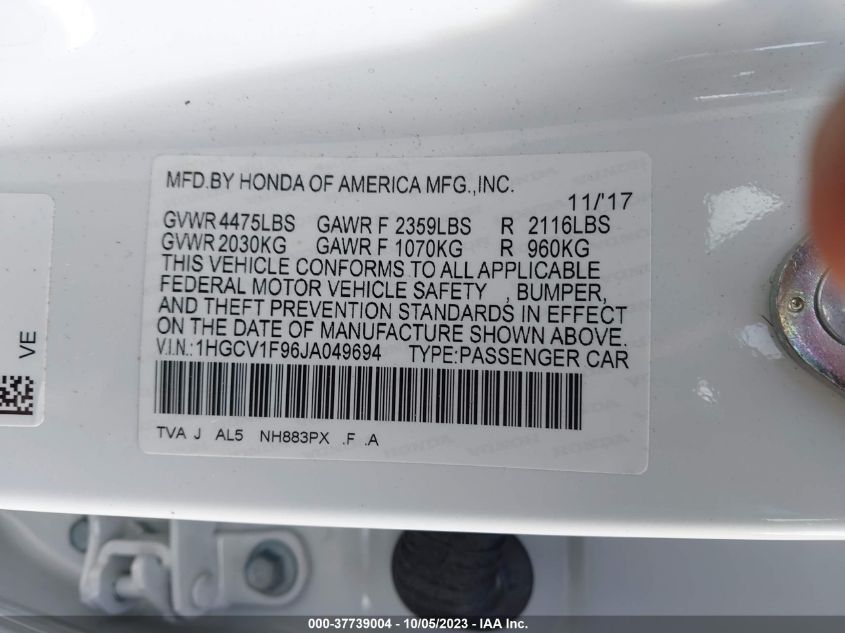 MFD.BY HONDA OF AMERICA MFG.,INC.
11/'17
GVWR 4475LBS GAWR F 2359LBS R 2116LBS
GVWR 2030KG GAWR F 1070KG R 960KG
THIS VEHICLE CONFORMS TO ALL APPLICABLE
FEDERAL MOTOR VEHICLE SAFETY , BUMPER,
AND THEFT PREVENTION STANDARDS IN EFFECT
ON THE DATE OF MANUFACTURE SHOWN ABOVE.
V.I.N.:1HGCV1F96JA049694 TYPE:PASSENGER CAR
TVA J AL5 NH883PX .F .A
VE
000-37739004 - 10/05/2023 - IAA Inc.